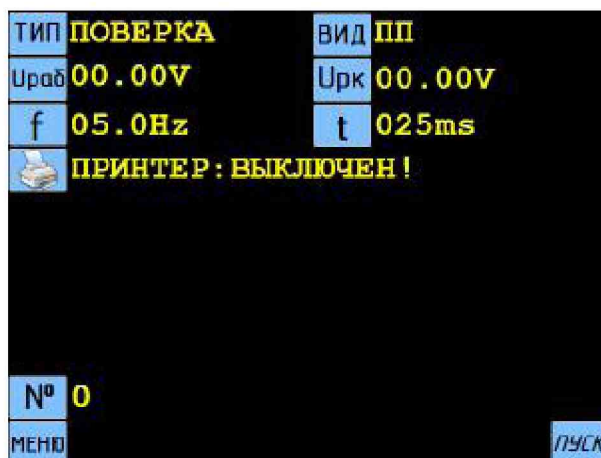 ТИП ПОВЕРКА ВИД ПП
Uраб 00.00V Uрк 00.00V
f 05.0Hz t 025ms
ПРИНТЕР:ВЫКЛЮЧЕН!
№ 0
МЕНЮ ПУСК